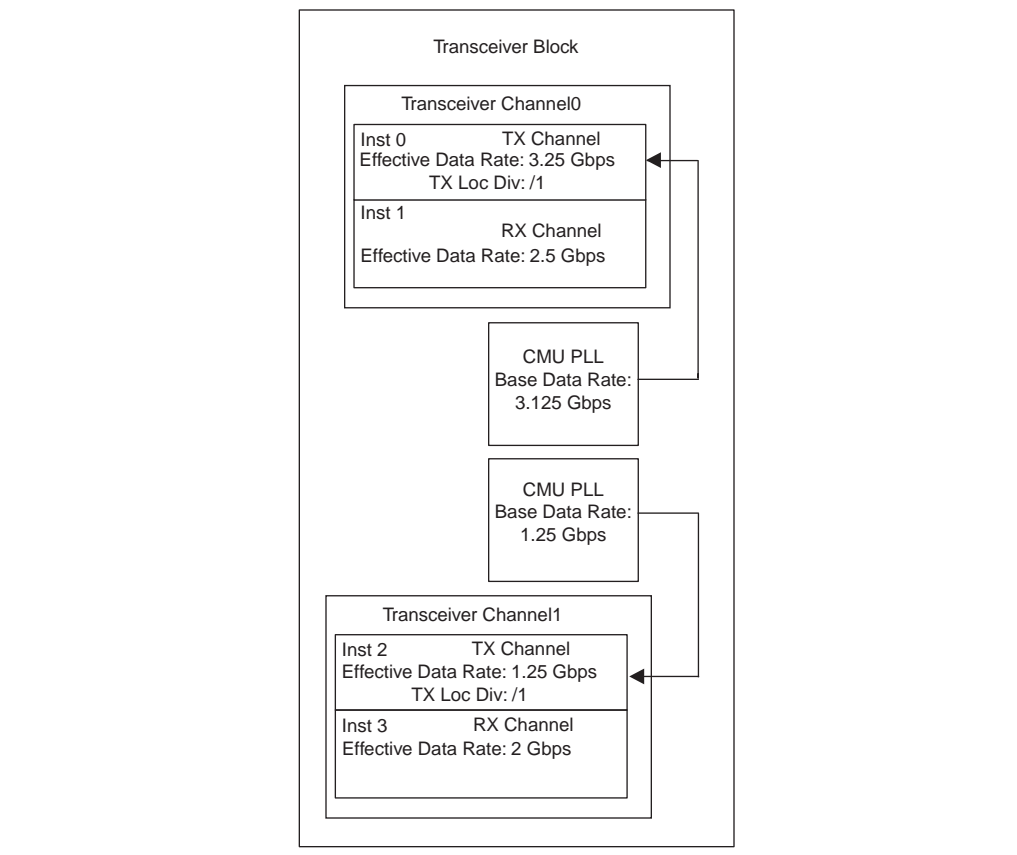 Transceiver Block
Transceiver Channel0
Inst 0 TX Channel
Effective Data Rate: 3.25 Gbps
TX Loc Div: /1
Inst 1
RX Channel
Effective Data Rate: 2.5 Gbps
CMU PLL
Base Data Rate:
3.125 Gbps
CMU PLL
Base Data Rate:
1.25 Gbps
Transceiver Channel1
Inst 2 TX Channel
Effective Data Rate: 1.25 Gbps
TX Loc Div: /1
Inst 3 RX Channel
Effective Data Rate: 2 Gbps